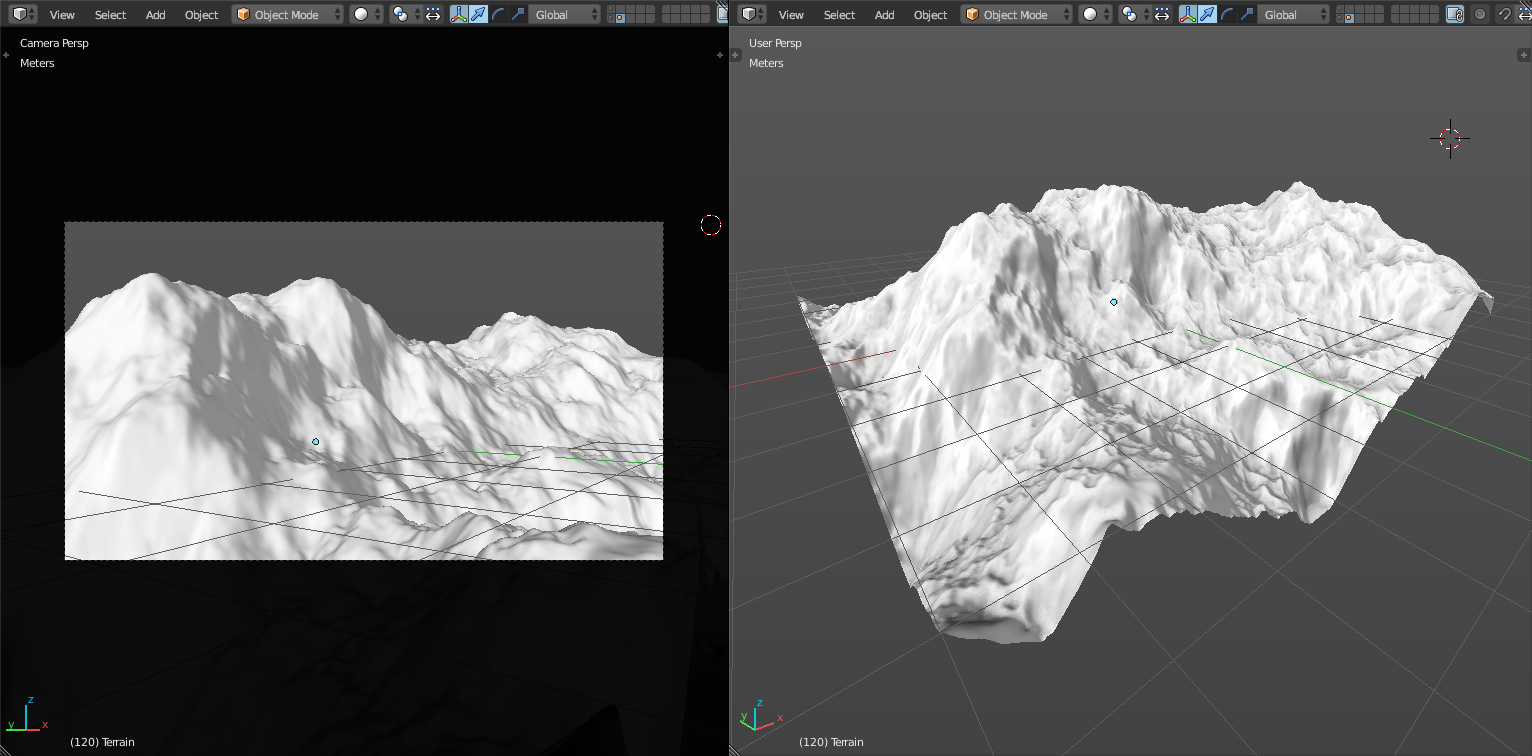 View Select Add Object Object Mode Global
Camera Persp
Meters
z
y
x
(120) Terrain
View Select Add Object Object Mode Global
User Persp
Meters
z
y
x
(120) Terrain